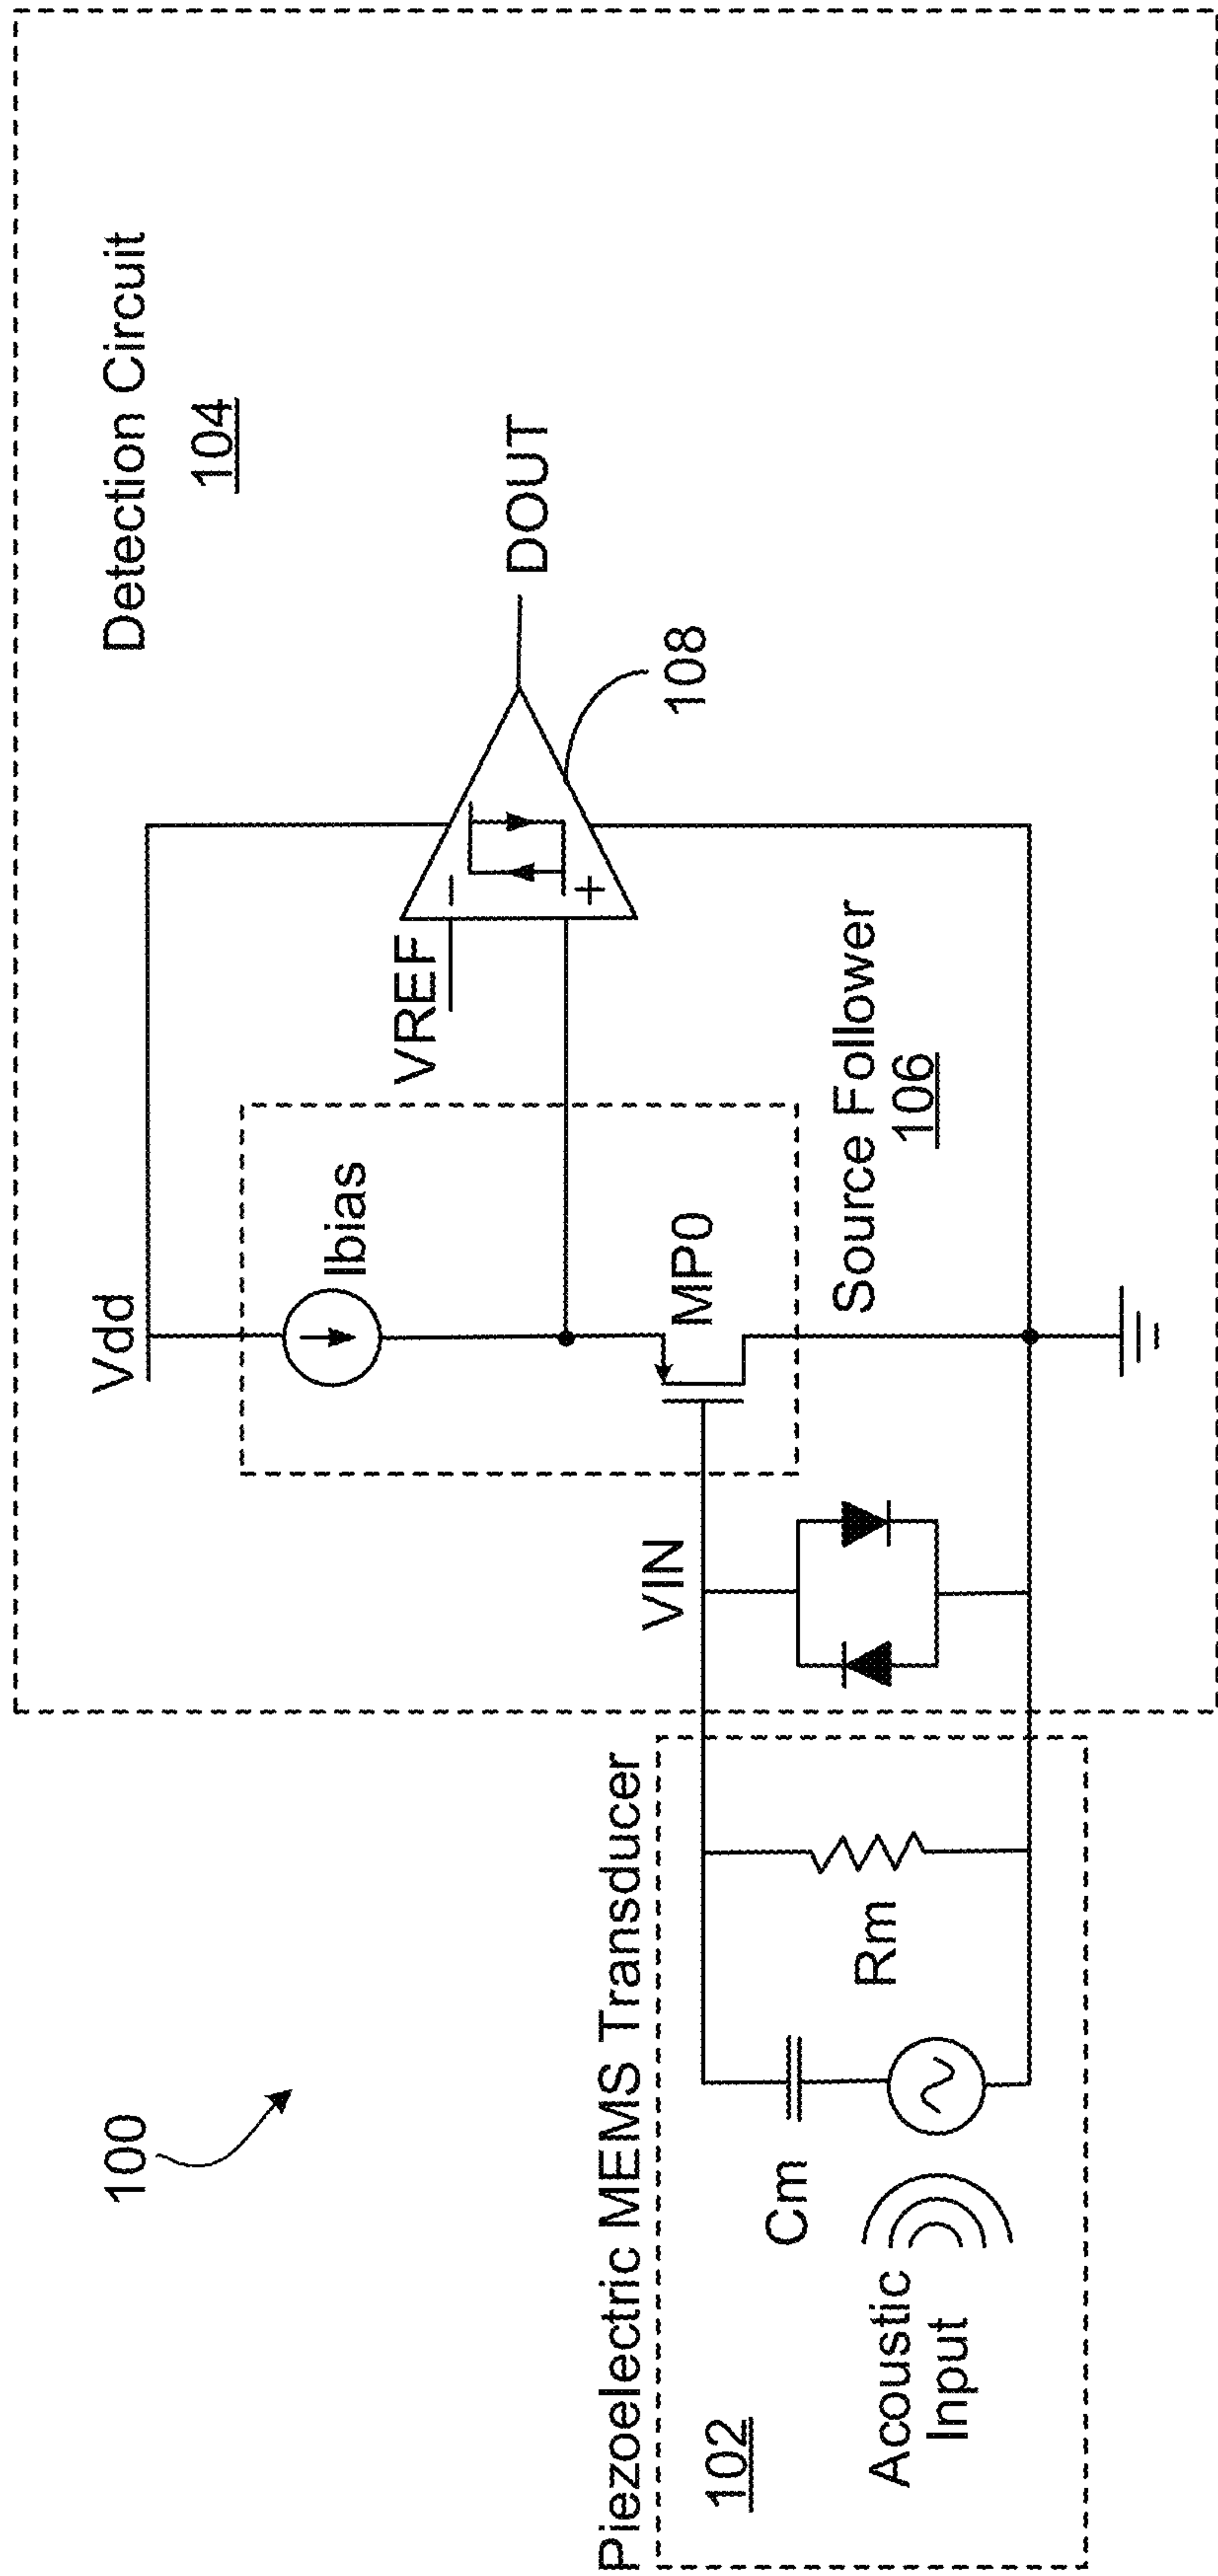 100
Detection Circuit
104
Vdd
Ibias
VREF
−
+
DOUT
108
MP0
Source Follower
106
VIN
Piezoelectric MEMS Transducer
102
Cm
Rm
Acoustic
Input